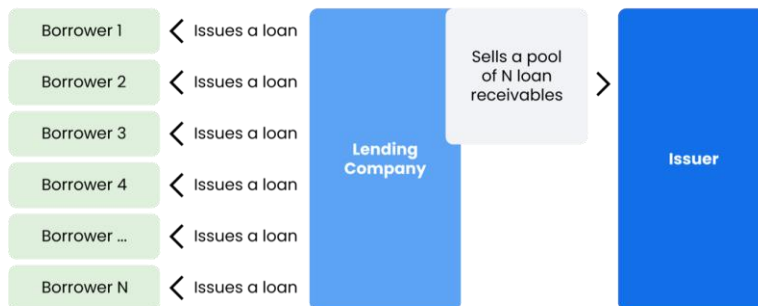 Borrower 1
Issues a loan
Borrower 2
Issues a loan
Borrower 3
Issues a loan
Borrower 4
Issues a loan
Borrower ...
Issues a loan
Borrower N
Issues a loan
Lending
Company
Sells a pool
of N loan
receivables
Issuer